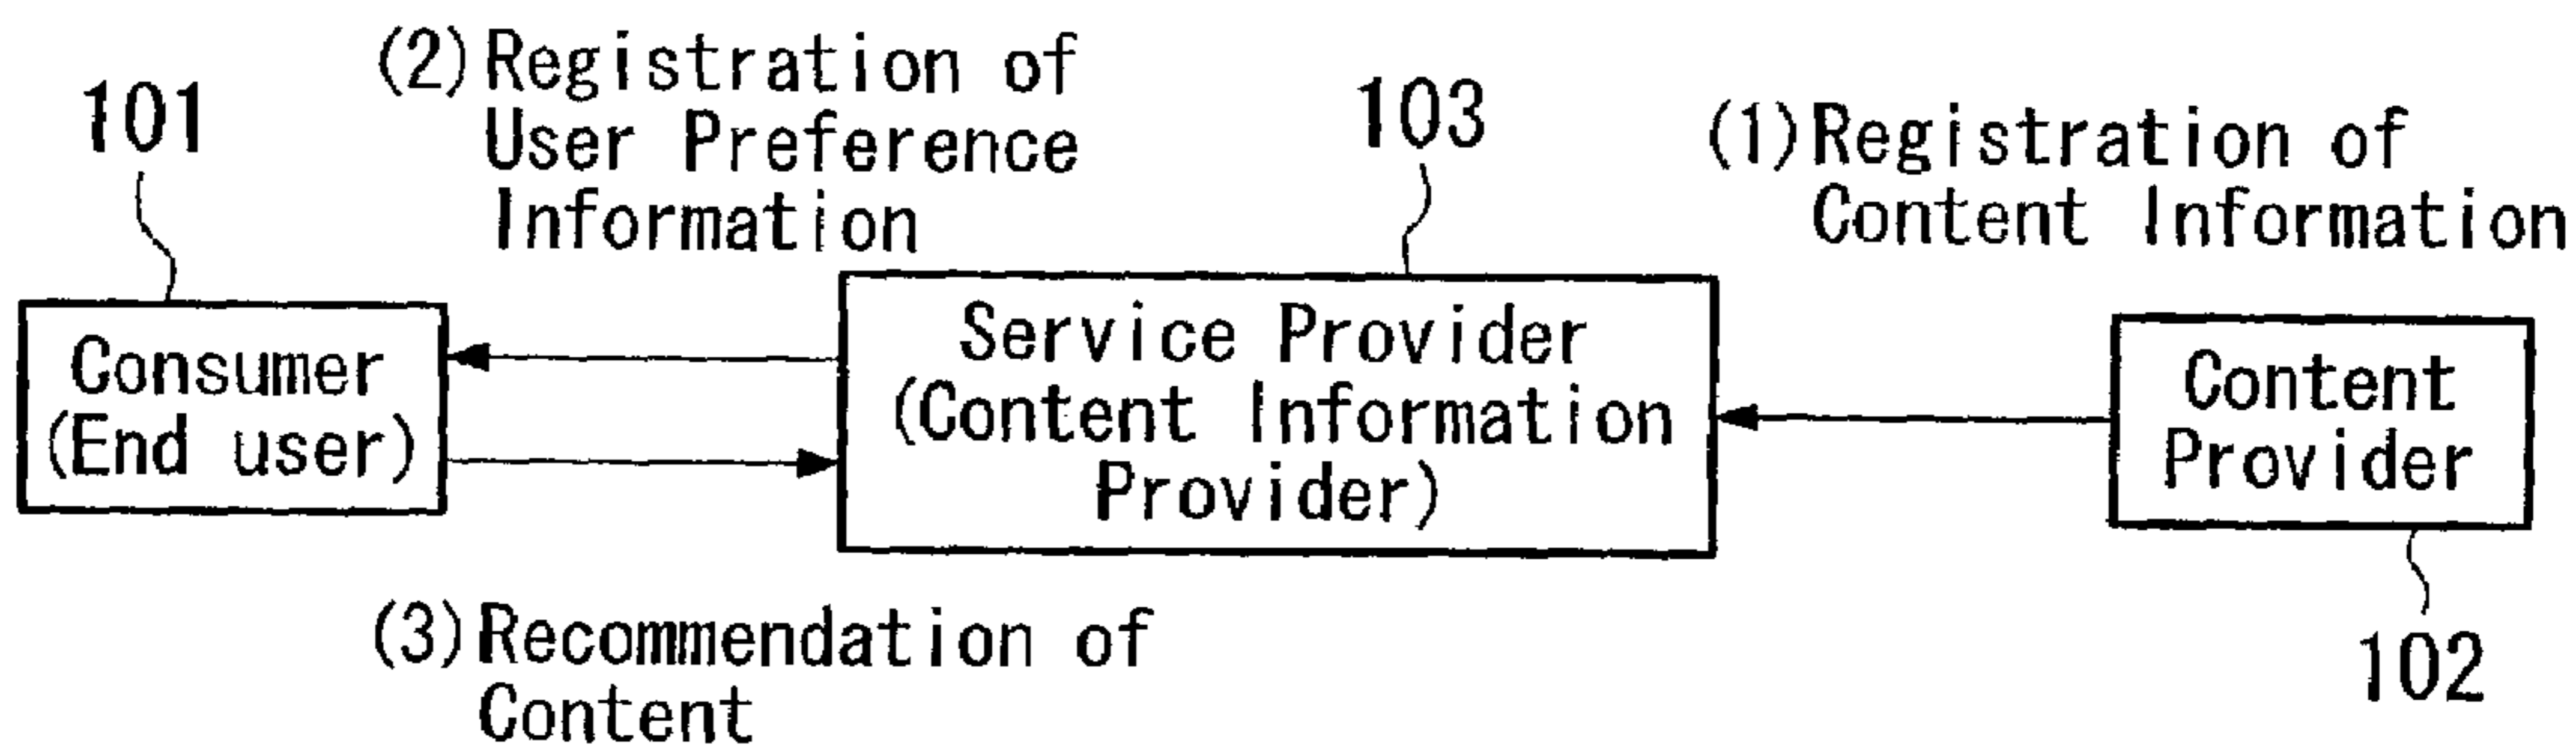 (2) Registration of
User Preference
Information
101
103
(1) Registration of
Content Information
Consumer
(End user)
Service Provider
(Content Information
Provider)
Content
Provider
(3) Recommendation of
Content
102